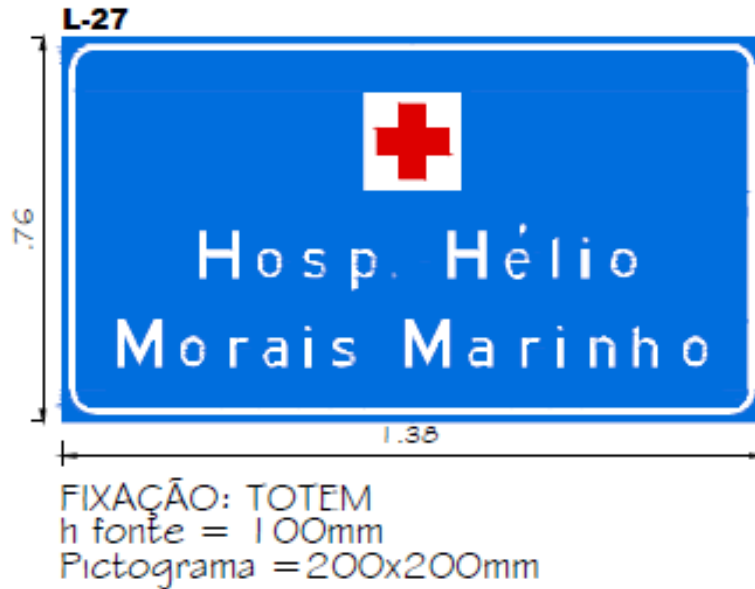 L-27
.76
Hosp. Hélio
Morais Marinho
1.38
FIXAÇÃO: TOTEM
h fonte = 100mm
Pictograma =200x200mm